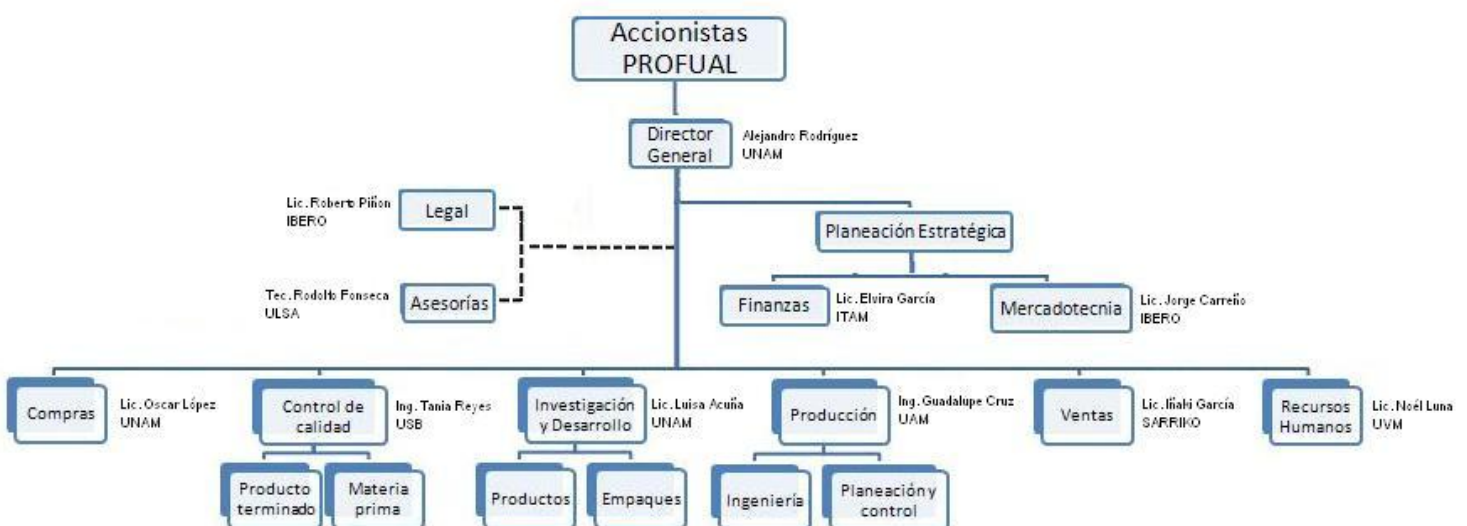 Accionistas
PROFUAL
Director
General
Alejandro Rodríguez
UNAM
Lic. Roberto Piñon
IBERO
Legal
Planeación Estratégica
Tec. Rodolfo Fonseca
ULSA
Asesorías
Finanzas
Lic. Elvira García
ITAM
Mercadotecnia
Lic. Jorge Carreño
IBERO
Compras
Lic. Oscar López
UNAM
Control de
calidad
Ing. Tania Reyes
USB
Investigación
y Desarrollo
Lic. Luisa Acuña
UNAM
Producción
Ing. Guadalupe Cruz
UAM
Ventas
Lic. Iñaki García
SARRIKO
Recursos
Humanos
Lic. Noél Luna
UVM
Producto
terminado
Materia
prima
Productos
Empaques
Ingeniería
Planeación y
control